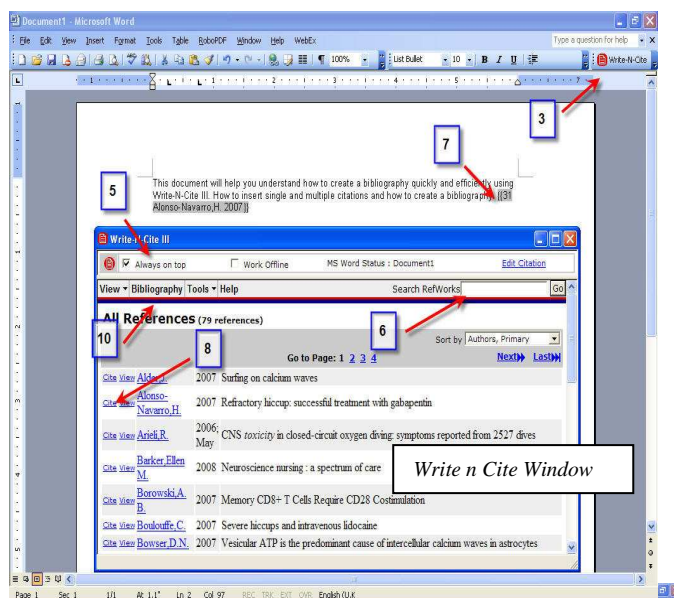 Document1 - Microsoft Word
File Edit View Insert Format Tools Table RoboPDF Window Help WebEx Type a question for help
100% List Bullet 10 B I U Write-N-Cite
3
7
5
This document will help you understand how to create a bibliography quickly and efficiently using
Write-N-Cite III. How to insert single and multiple citations and how to create a bibliography. {{31
Alonso-Navarro,H. 2007}}
Write-N-Cite III
Always on top Work Offline MS Word Status : Document1 Edit Citation
View Bibliography Tools Help Search RefWorks Go
All References (79 references)
6
10
8
Sort by Authors, Primary
Go to Page: 1 2 3 4 Next Last
Cite View 2007 Surfing on calcium waves
Cite View Alonso-Navarro,H. 2007 Refractory hiccup: successful treatment with gabapentin
Cite View Arieli,R. 2006; May CNS toxicity in closed-circuit oxygen diving: symptoms reported from 2527 dives
Cite View Barker,Ellen M. 2008 Neuroscience nursing : a spectrum of care
Write n Cite Window
Cite View Borowski,A. B. 2007 Memory CD8+ T Cells Require CD28 Costimulation
Cite View Boulouffe,C. 2007 Severe hiccups and intravenous lidocaine
Cite View Bowser,D.N. 2007 Vesicular ATP is the predominant cause of intercellular calcium waves in astrocytes
Page 1 Sec 1 1/1 At 1.1" Ln 2 Col 97 REC TRK EXT OVR English (U.K